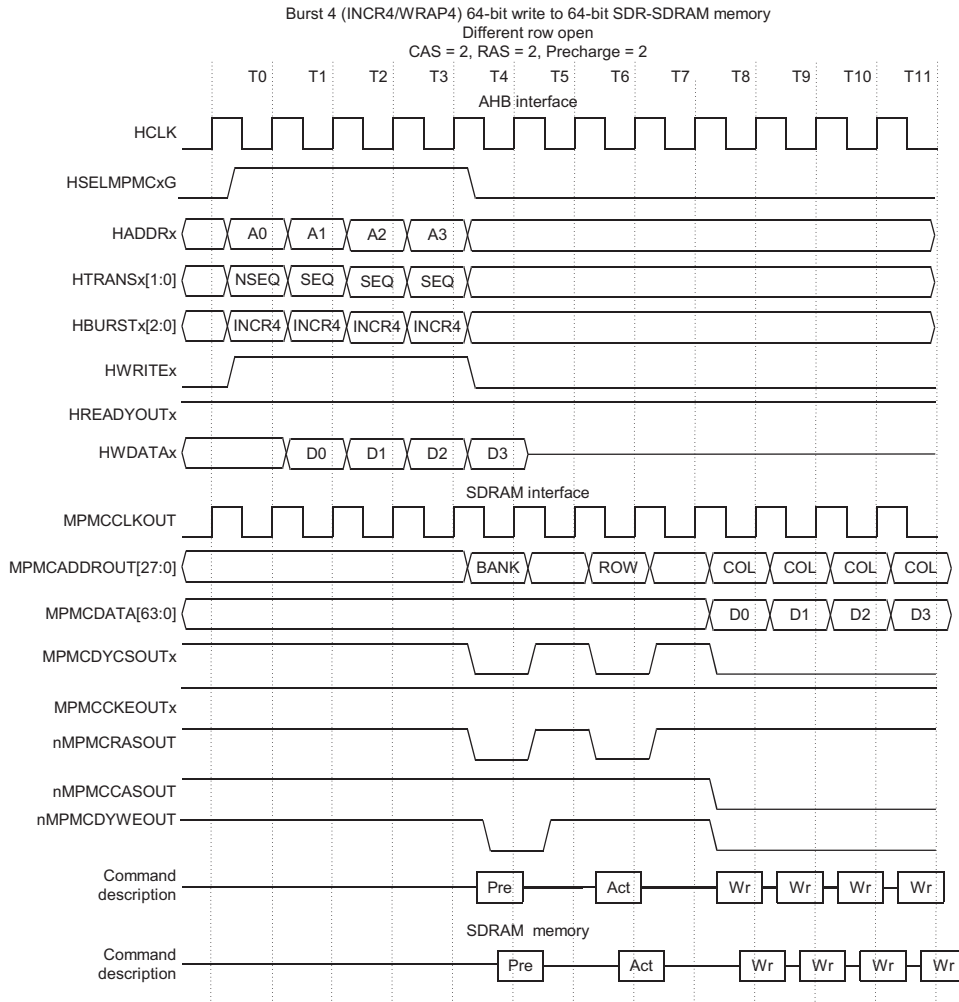 Burst 4 (INCR4/WRAP4) 64-bit write to 64-bit SDR-SDRAM memory
Different row open
CAS = 2, RAS = 2, Precharge = 2
T0 T1 T2 T3 T4 T5 T6 T7 T8 T9 T10 T11
AHB interface
HCLK
HSELMPMCxG
HADDRx A0 A1 A2 A3
HTRANSx[1:0] NSEQ SEQ SEQ SEQ
HBURSTx[2:0] INCR4 INCR4 INCR4 INCR4
HWRITEx
HREADYOUTx
HWDATAx D0 D1 D2 D3
SDRAM interface
MPMCCLKOUT
MPMCADDROUT[27:0] BANK ROW COL COL COL COL
MPMCDATA[63:0] D0 D1 D2 D3
MPMCDYCSOUTx
MPMCCKEOUTx
nMPMCRASOUT
nMPMCCASOUT
nMPMCDYWEOUT
Command
description Pre Act Wr Wr Wr Wr
SDRAM memory
Command
description Pre Act Wr Wr Wr Wr